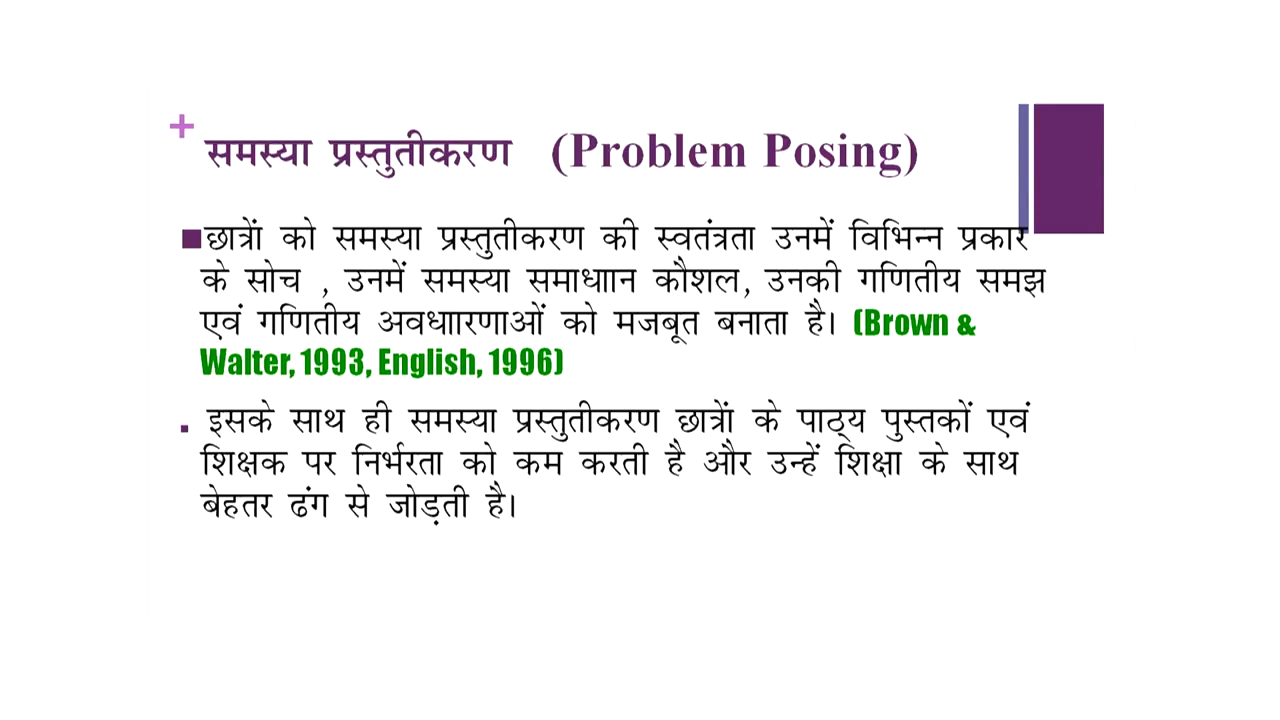 समस्या प्रस्तुतीकरण (Problem Posing)
छात्रों को समस्या प्रस्तुतीकरण की स्वतंत्रता उनमें विभिन्न प्रकार
के सोच , उनमें समस्या समाधाान कौशल, उनकी गणितीय समझ
एवं गणितीय अवधाारणाओं को मजबूत बनाता है। (Brown &
Walter, 1993, English, 1996)
इसके साथ ही समस्या प्रस्तुतीकरण छात्रों के पाठ्य पुस्तकों एवं
शिक्षक पर निर्भरता को कम करती है और उन्हें शिक्षा के साथ
बेहतर ढंग से जोड़ती है।